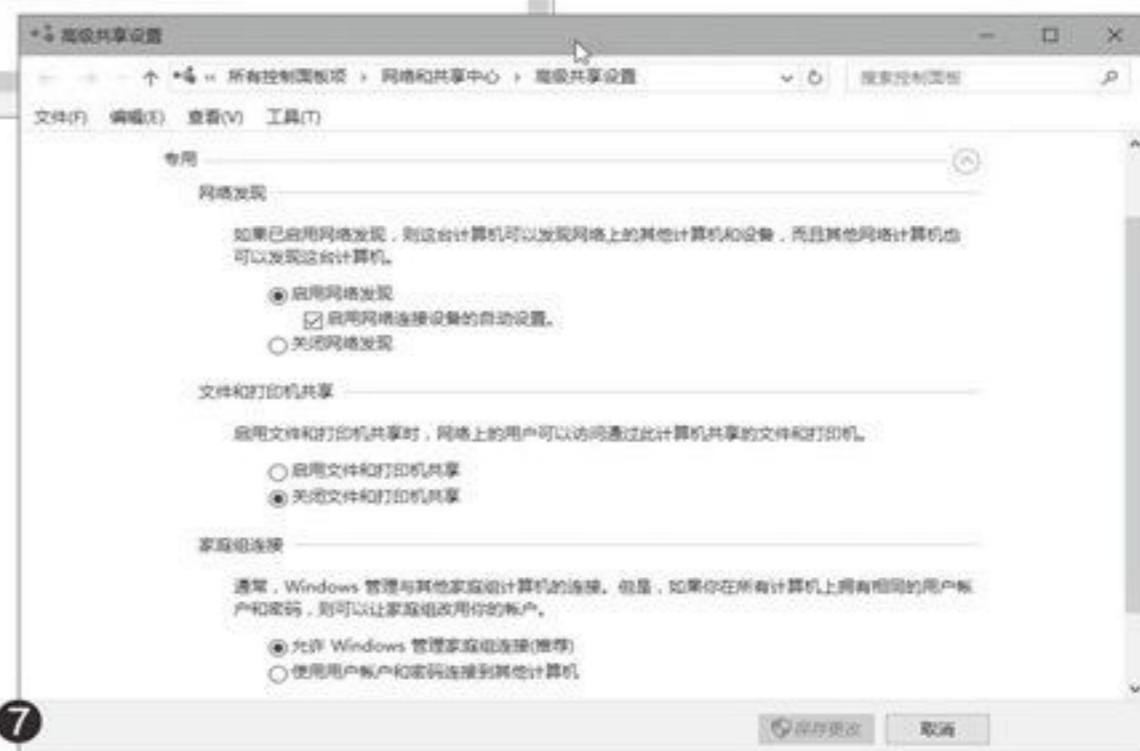 高级共享设置
« 所有控制面板项 › 网络和共享中心 › 高级共享设置
搜索控制面板
文件(F) 编辑(E) 查看(V) 工具(T)
专用
网络发现
如果已启用网络发现，则这台计算机可以发现网络上的其他计算机和设备，而且其他网络计算机也
可以发现这台计算机。
启用网络发现
启用网络连接设备的自动设置。
关闭网络发现
文件和打印机共享
启用文件和打印机共享时，网络上的用户可以访问通过此计算机共享的文件和打印机。
启用文件和打印机共享
关闭文件和打印机共享
家庭组连接
通常，Windows 管理与其他家庭组计算机的连接。但是，如果你在所有计算机上拥有相同的用户帐
户和密码，则可以让家庭组改用你的帐户。
允许 Windows 管理家庭组连接(推荐)
使用用户帐户和密码连接到其他计算机
7
保存更改 取消